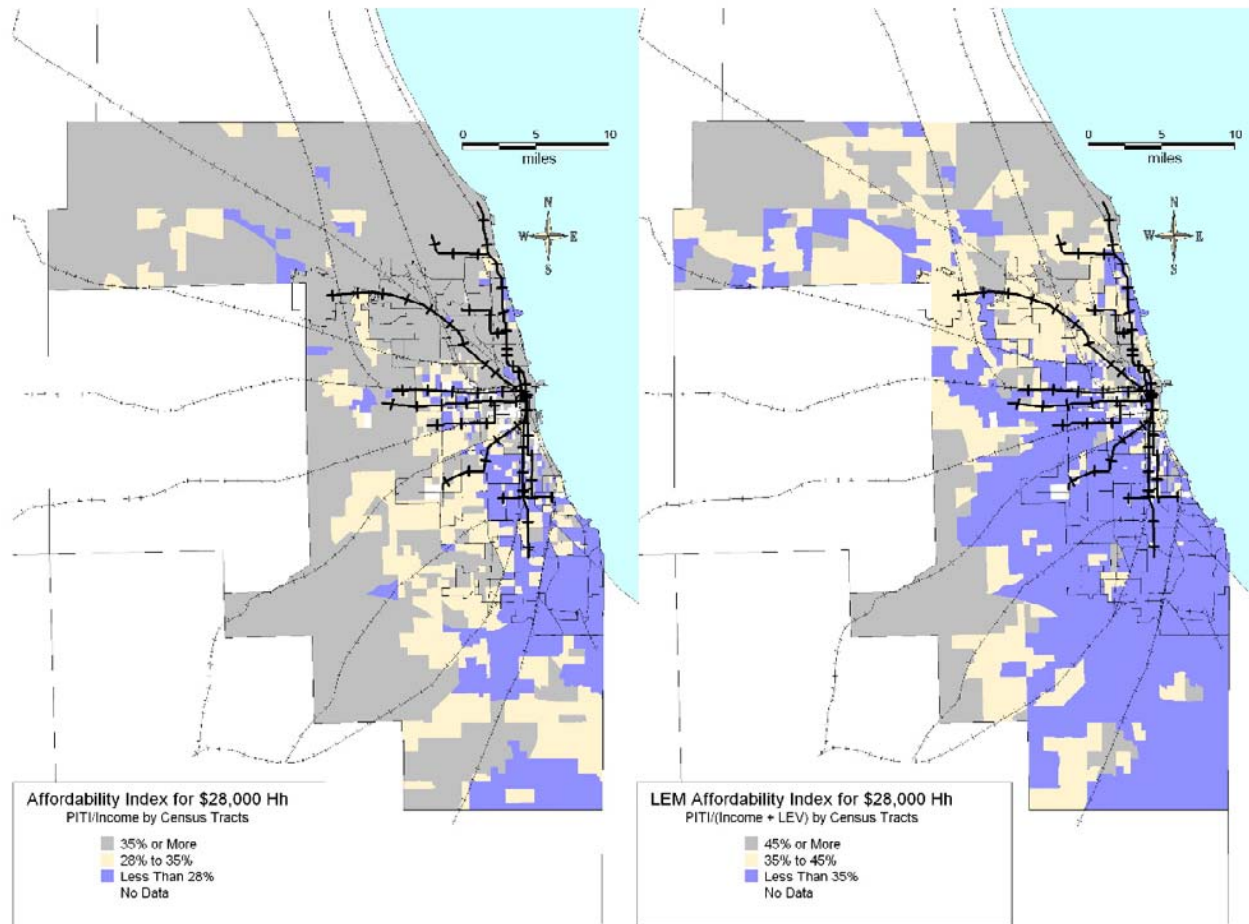 0 5 10
miles
N
W E
S
Affordability Index for $28,000 Hh
PITI/Income by Census Tracts
35% or More
28% to 35%
Less Than 28%
No Data
0 5 10
miles
N
W E
S
LEM Affordability Index for $28,000 Hh
PITI/(Income + LEV) by Census Tracts
45% or More
35% to 45%
Less Than 35%
No Data